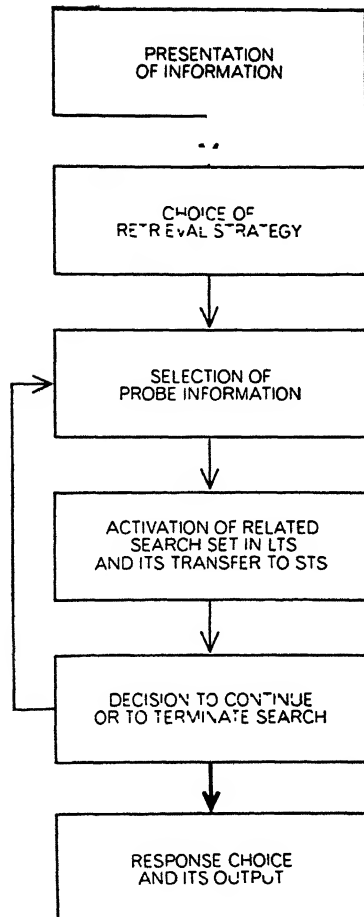 PRESENTATION
OF INFORMATION
CHOICE OF
RETRIEVAL STRATEGY
SELECTION OF
PROBE INFORMATION
ACTIVATION OF RELATED
SEARCH SET IN LTS
AND ITS TRANSFER TO STS
DECISION TO CONTINUE
OR TO TERMINATE SEARCH
RESPONSE CHOICE
AND ITS OUTPUT